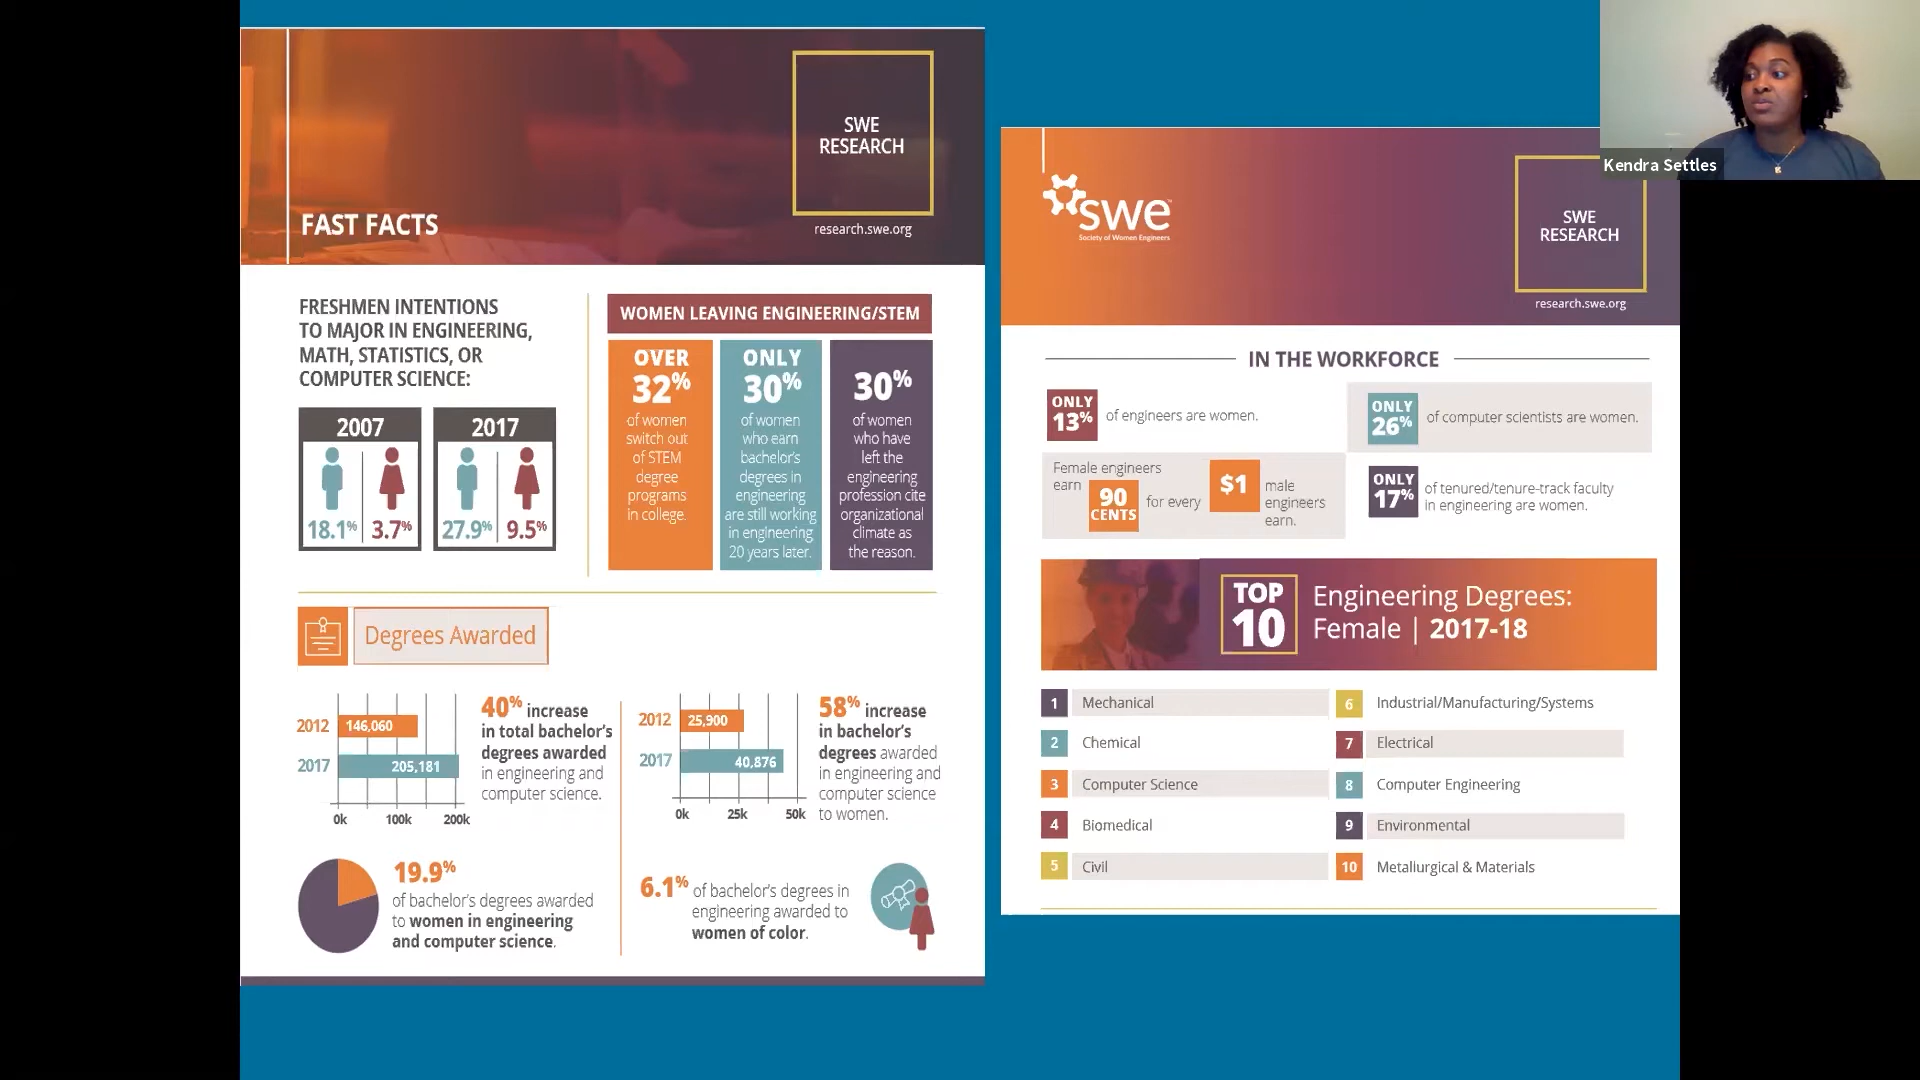 SWE
RESEARCH
research.swe.org
FAST FACTS
FRESHMEN INTENTIONS
TO MAJOR IN ENGINEERING,
MATH, STATISTICS, OR
COMPUTER SCIENCE:
2007
18.1% 3.7%
2017
27.9% 9.5%
WOMEN LEAVING ENGINEERING/STEM
OVER
32%
of women
switch out
of STEM
degree
programs
in college.
ONLY
30%
of women
who earn
bachelor's
degrees in
engineering
are still working
in engineering
20 years later.
30%
of women
who have
left the
engineering
profession cite
organizational
climate as
the reason.
Degrees Awarded
2012 146,060
2017 205,181
0k 100k 200k
40% increase
in total bachelor's
degrees awarded
in engineering and
computer science.
2012 25,900
2017 40,876
0k 25k 50k
58% increase
in bachelor's
degrees awarded
in engineering and
computer science
to women.
19.9%
of bachelor's degrees awarded
to women in engineering
and computer science.
6.1% of bachelor's degrees in
engineering awarded to
women of color.
swe
Society of Women Engineers
SWE
RESEARCH
research.swe.org
Kendra Settles
IN THE WORKFORCE
ONLY
13% of engineers are women.
ONLY
26% of computer scientists are women.
Female engineers
earn 90
CENTS for every $1 male
engineers
earn.
ONLY
17% of tenured/tenure-track faculty
in engineering are women.
TOP
10
Engineering Degrees:
Female | 2017-18
1 Mechanical
2 Chemical
3 Computer Science
4 Biomedical
5 Civil
6 Industrial/Manufacturing/Systems
7 Electrical
8 Computer Engineering
9 Environmental
10 Metallurgical & Materials